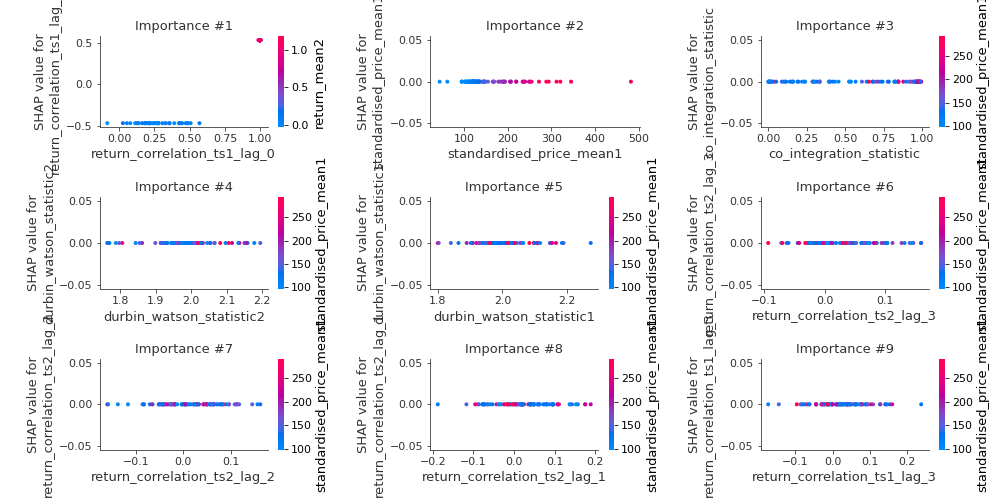 Importance #1
SHAP value for
return_correlation_ts1_lag_0
0.5
0.0
−0.5
0.00
0.25
0.50
0.75
1.00
return_correlation_ts1_lag_0
1.0
0.5
0.0
return_mean2
Importance #2
SHAP value for
standardised_price_mean1
0.05
0.00
−0.05
100
200
300
400
500
standardised_price_mean1
Importance #3
SHAP value for
co_integration_statistic
0.05
0.00
−0.05
0.00
0.25
0.50
0.75
1.00
co_integration_statistic
250
200
150
100
standardised_price_mean1
Importance #4
SHAP value for
durbin_watson_statistic2
0.05
0.00
−0.05
1.8
1.9
2.0
2.1
2.2
durbin_watson_statistic2
250
200
150
100
standardised_price_mean1
Importance #5
SHAP value for
durbin_watson_statistic1
0.05
0.00
−0.05
1.8
2.0
2.2
durbin_watson_statistic1
250
200
150
100
standardised_price_mean1
Importance #6
SHAP value for
return_correlation_ts2_lag_3
0.05
0.00
−0.05
−0.1
0.0
0.1
return_correlation_ts2_lag_3
250
200
150
100
standardised_price_mean1
Importance #7
SHAP value for
return_correlation_ts2_lag_2
0.05
0.00
−0.05
−0.1
0.0
0.1
return_correlation_ts2_lag_2
250
200
150
100
standardised_price_mean1
Importance #8
SHAP value for
return_correlation_ts2_lag_1
0.05
0.00
−0.05
−0.2
−0.1
0.0
0.1
0.2
return_correlation_ts2_lag_1
250
200
150
100
standardised_price_mean1
Importance #9
SHAP value for
return_correlation_ts1_lag_3
0.05
0.00
−0.05
−0.1
0.0
0.1
0.2
return_correlation_ts1_lag_3
250
200
150
100
standardised_price_mean1